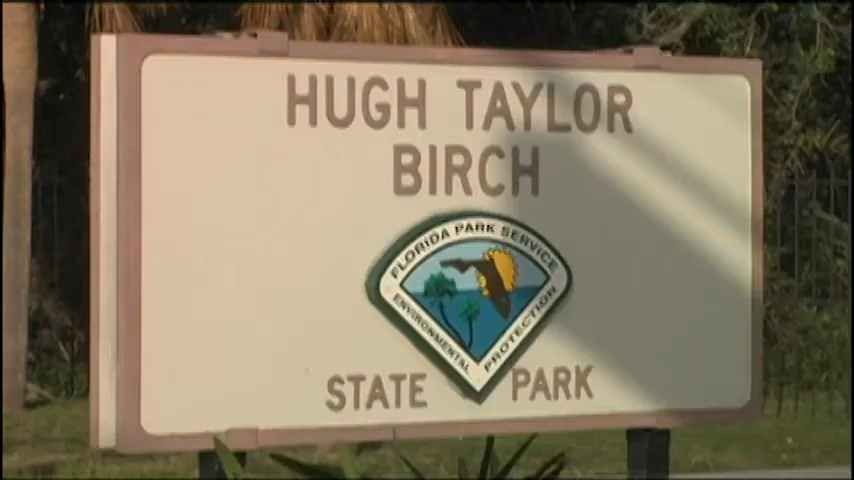 HUGH TAYLOR
BIRCH
FLORIDA PARK SERVICE
ENVIRONMENTAL PROTECTION
STATE PARK